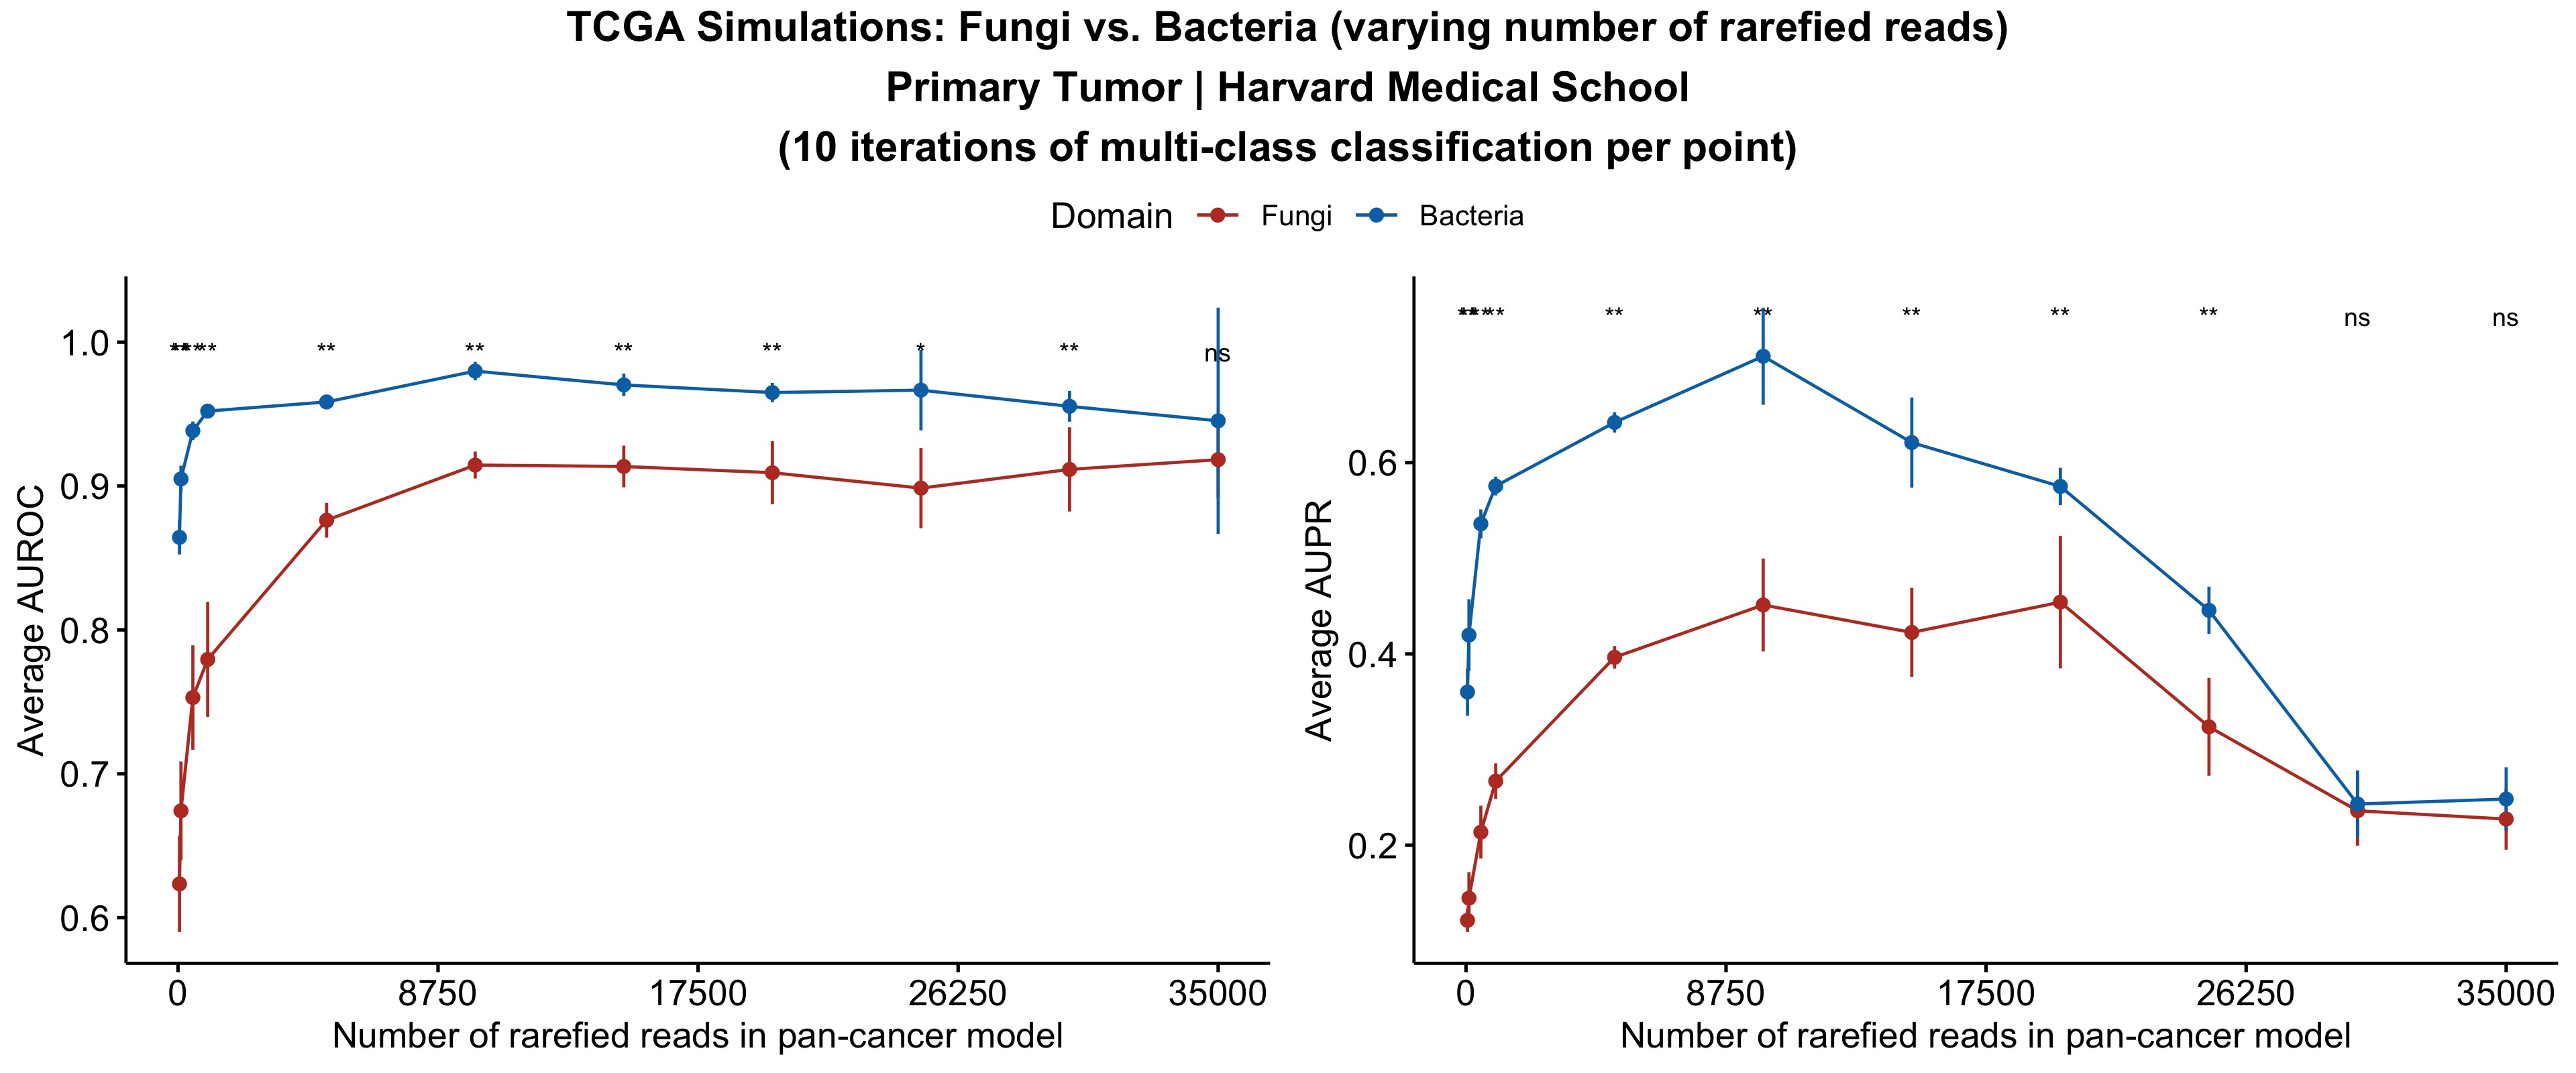 TCGA Simulations: Fungi vs. Bacteria (varying number of rarefied reads)
Primary Tumor | Harvard Medical School
(10 iterations of multi-class classification per point)
Domain Fungi Bacteria
Average AUROC
1.0
0.9
0.8
0.7
0.6
** ** ** ** * ** ns
0 8750 17500 26250 35000
Number of rarefied reads in pan-cancer model
Average AUPR
0.6
0.4
0.2
** ** ** ** ** ns ns
0 8750 17500 26250 35000
Number of rarefied reads in pan-cancer model